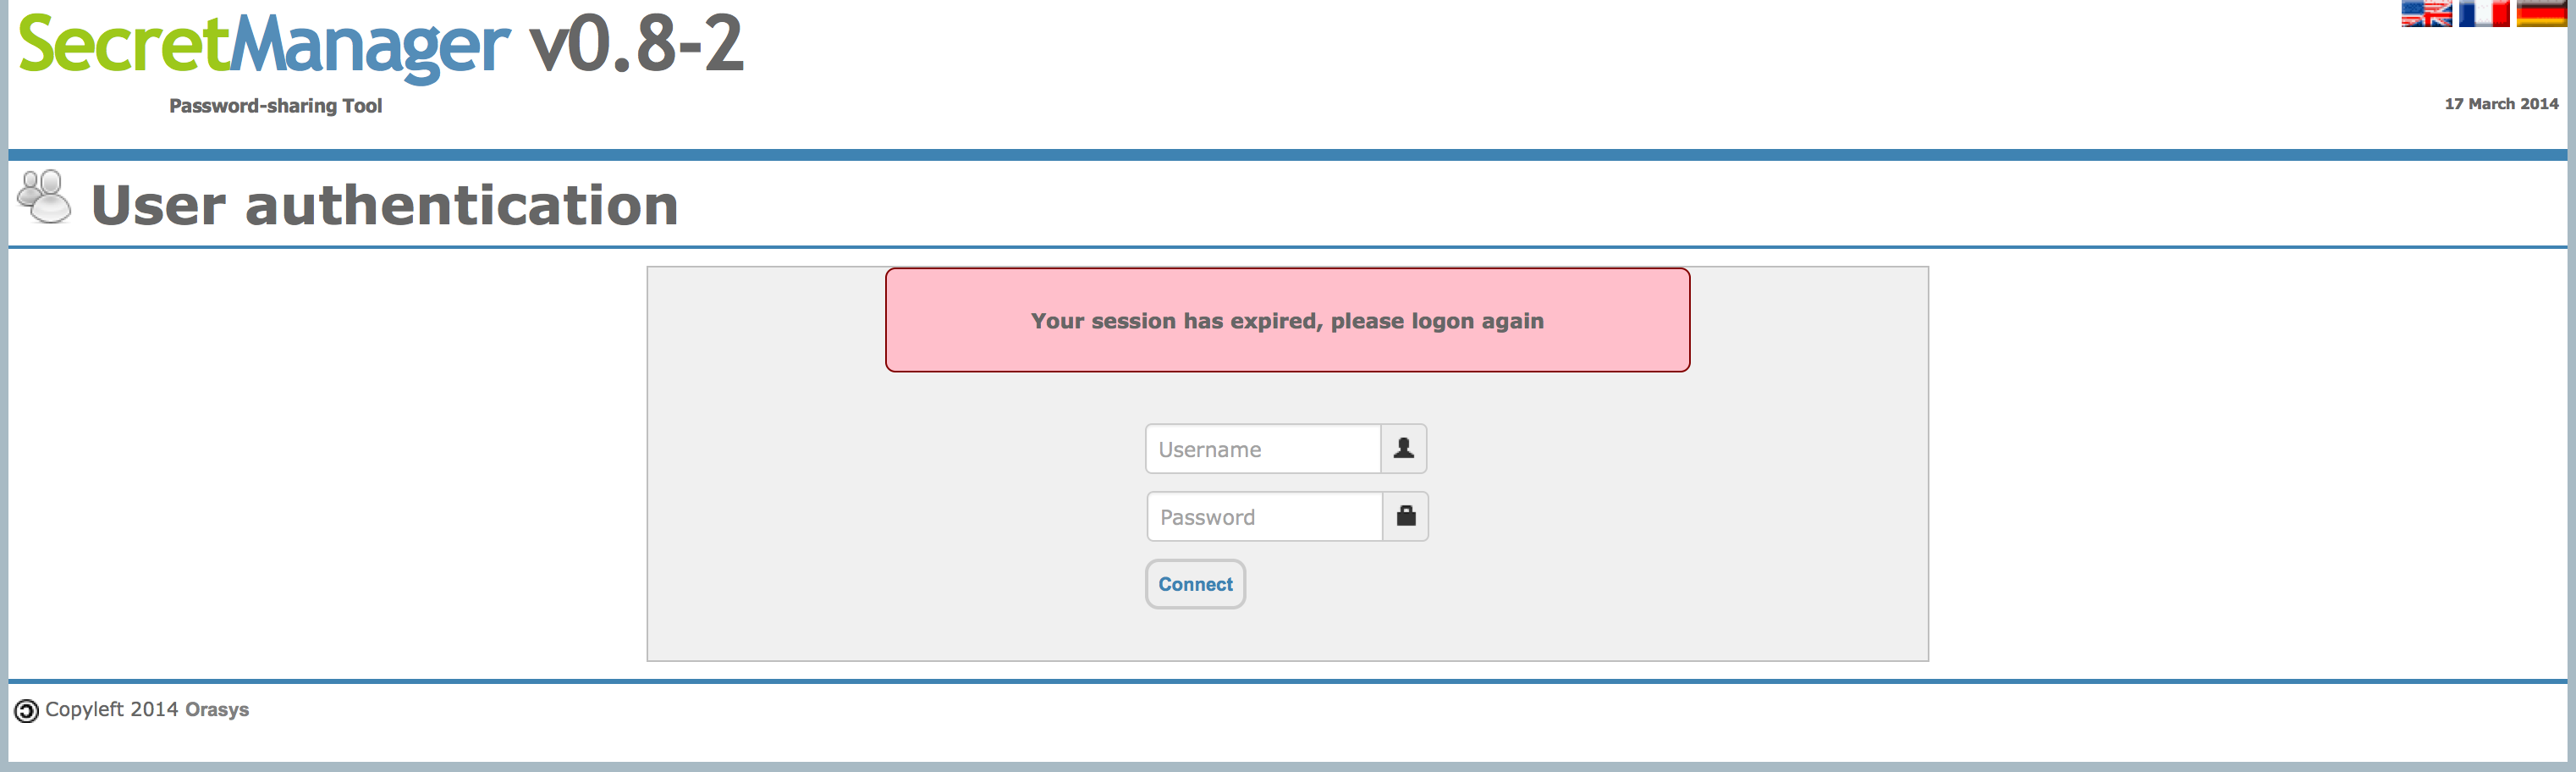 SecretManager v0.8-2
Password-sharing Tool
17 March 2014
User authentication
Your session has expired, please logon again
Username
Password
Connect
Copyleft 2014 Orasys